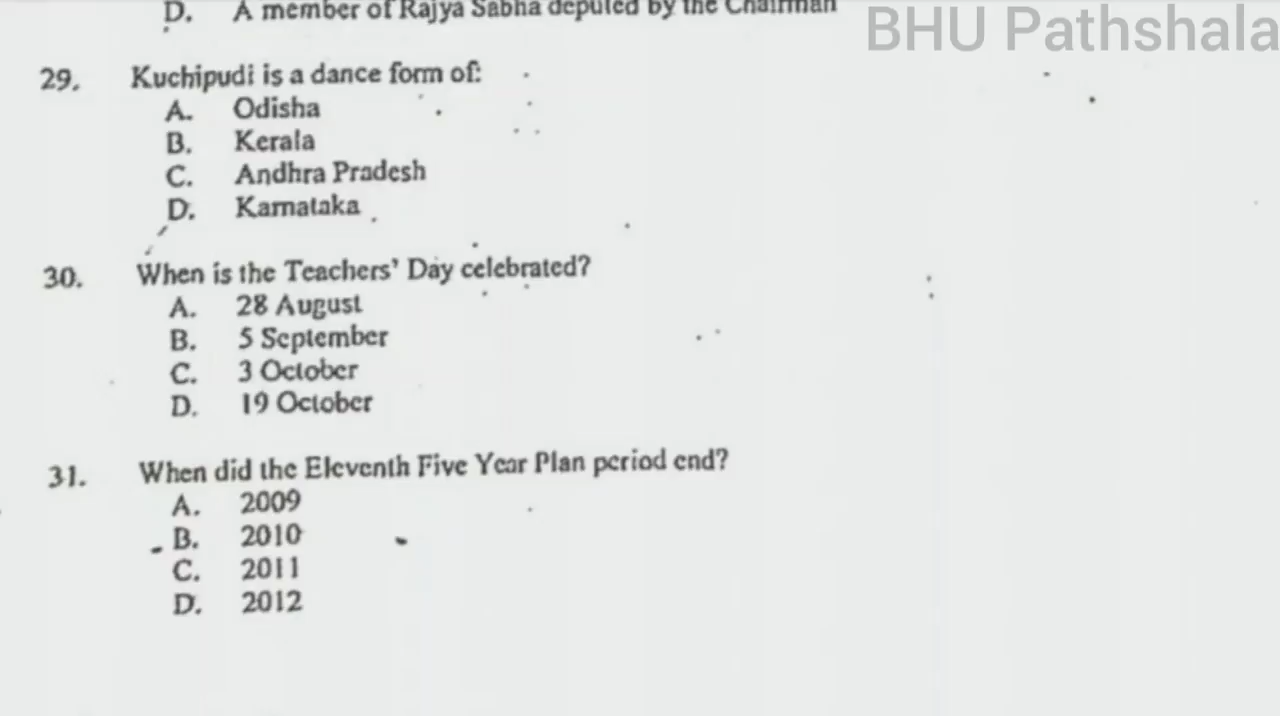 D. A member of Rajya Sabha deputed by the Chairman
BHU Pathshala
29. Kuchipudi is a dance form of:
A. Odisha
B. Kerala
C. Andhra Pradesh
D. Karnataka
30. When is the Teachers' Day celebrated?
A. 28 August
B. 5 September
C. 3 October
D. 19 October
31. When did the Eleventh Five Year Plan period end?
A. 2009
B. 2010
C. 2011
D. 2012